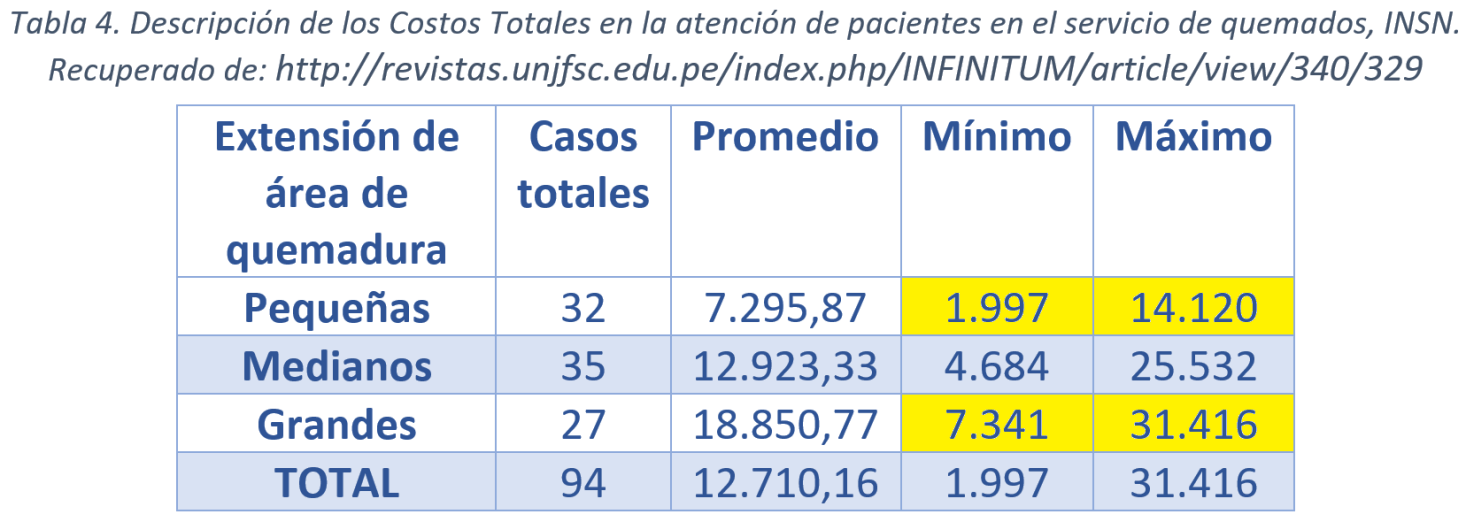 Tabla 4. Descripción de los Costos Totales en la atención de pacientes en el servicio de quemados, INSN.
Recuperado de: http://revistas.unjfsc.edu.pe/index.php/INFINITUM/article/view/340/329
Extensión de área de quemadura Casos totales Promedio Mínimo Máximo
Pequeñas 32 7.295,87 1.997 14.120
Medianos 35 12.923,33 4.684 25.532
Grandes 27 18.850,77 7.341 31.416
TOTAL 94 12.710,16 1.997 31.416